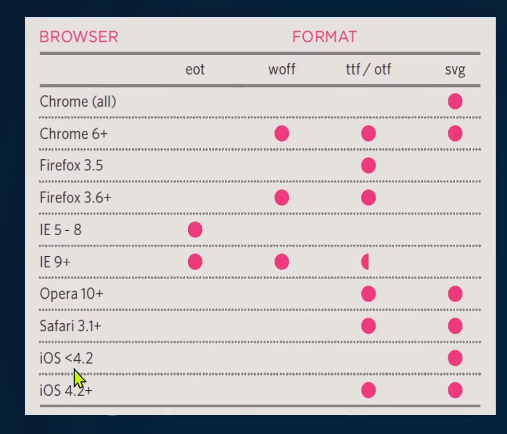 BROWSER FORMAT
eot woff ttf / otf svg
Chrome (all)
Chrome 6+
Firefox 3.5
Firefox 3.6+
IE 5 - 8
IE 9+
Opera 10+
Safari 3.1+
iOS <4.2
iOS 4.2+